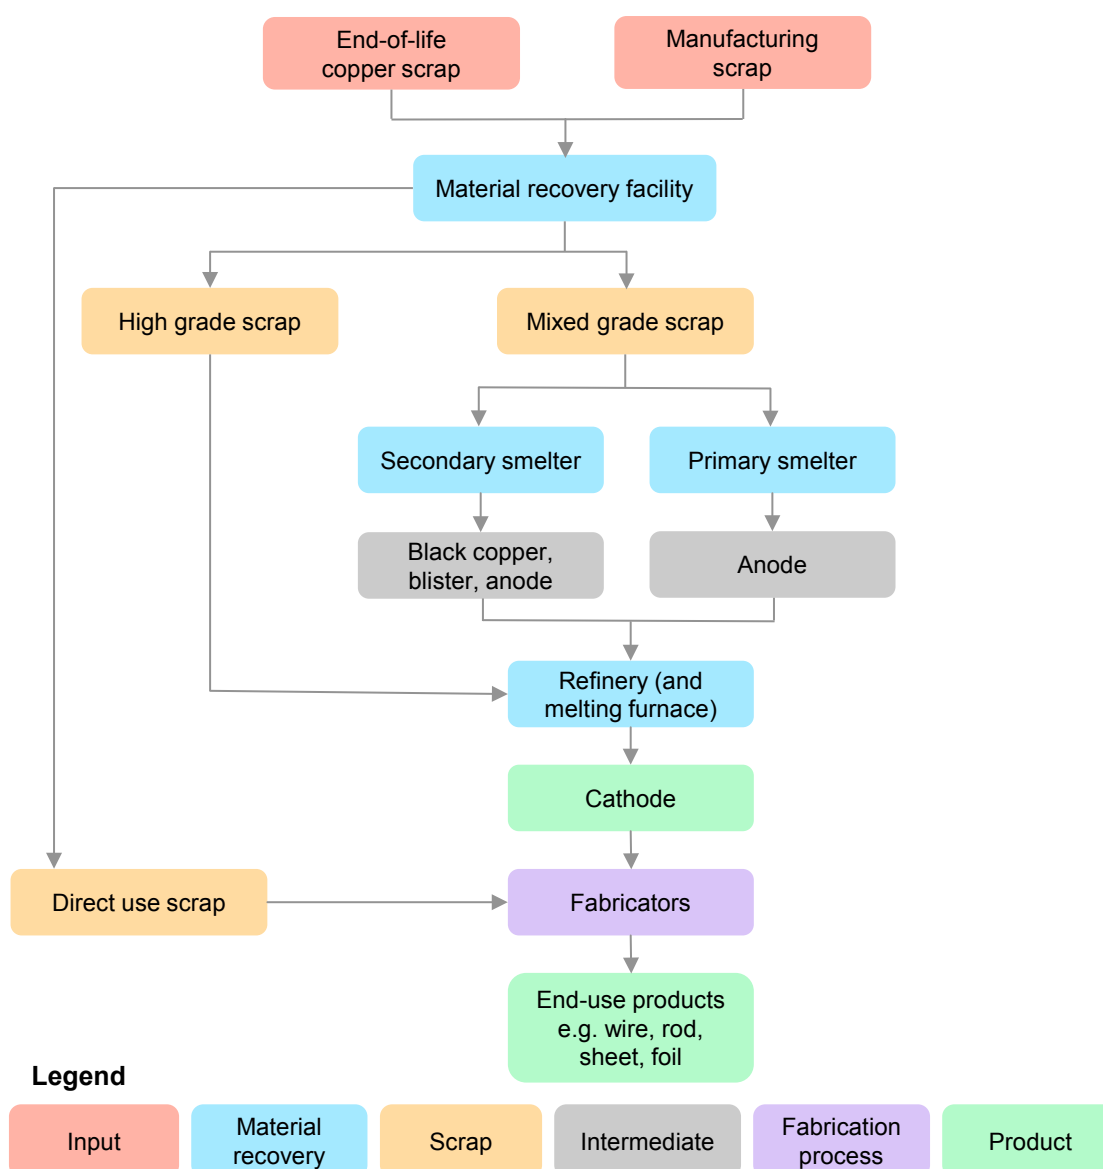 End-of-life
copper scrap
Manufacturing
scrap
Material recovery facility
High grade scrap
Mixed grade scrap
Secondary smelter
Primary smelter
Black copper,
blister, anode
Anode
Refinery (and
melting furnace)
Cathode
Direct use scrap
Fabricators
End-use products
e.g. wire, rod,
sheet, foil
Legend
Input
Material
recovery
Scrap
Intermediate
Fabrication
process
Product